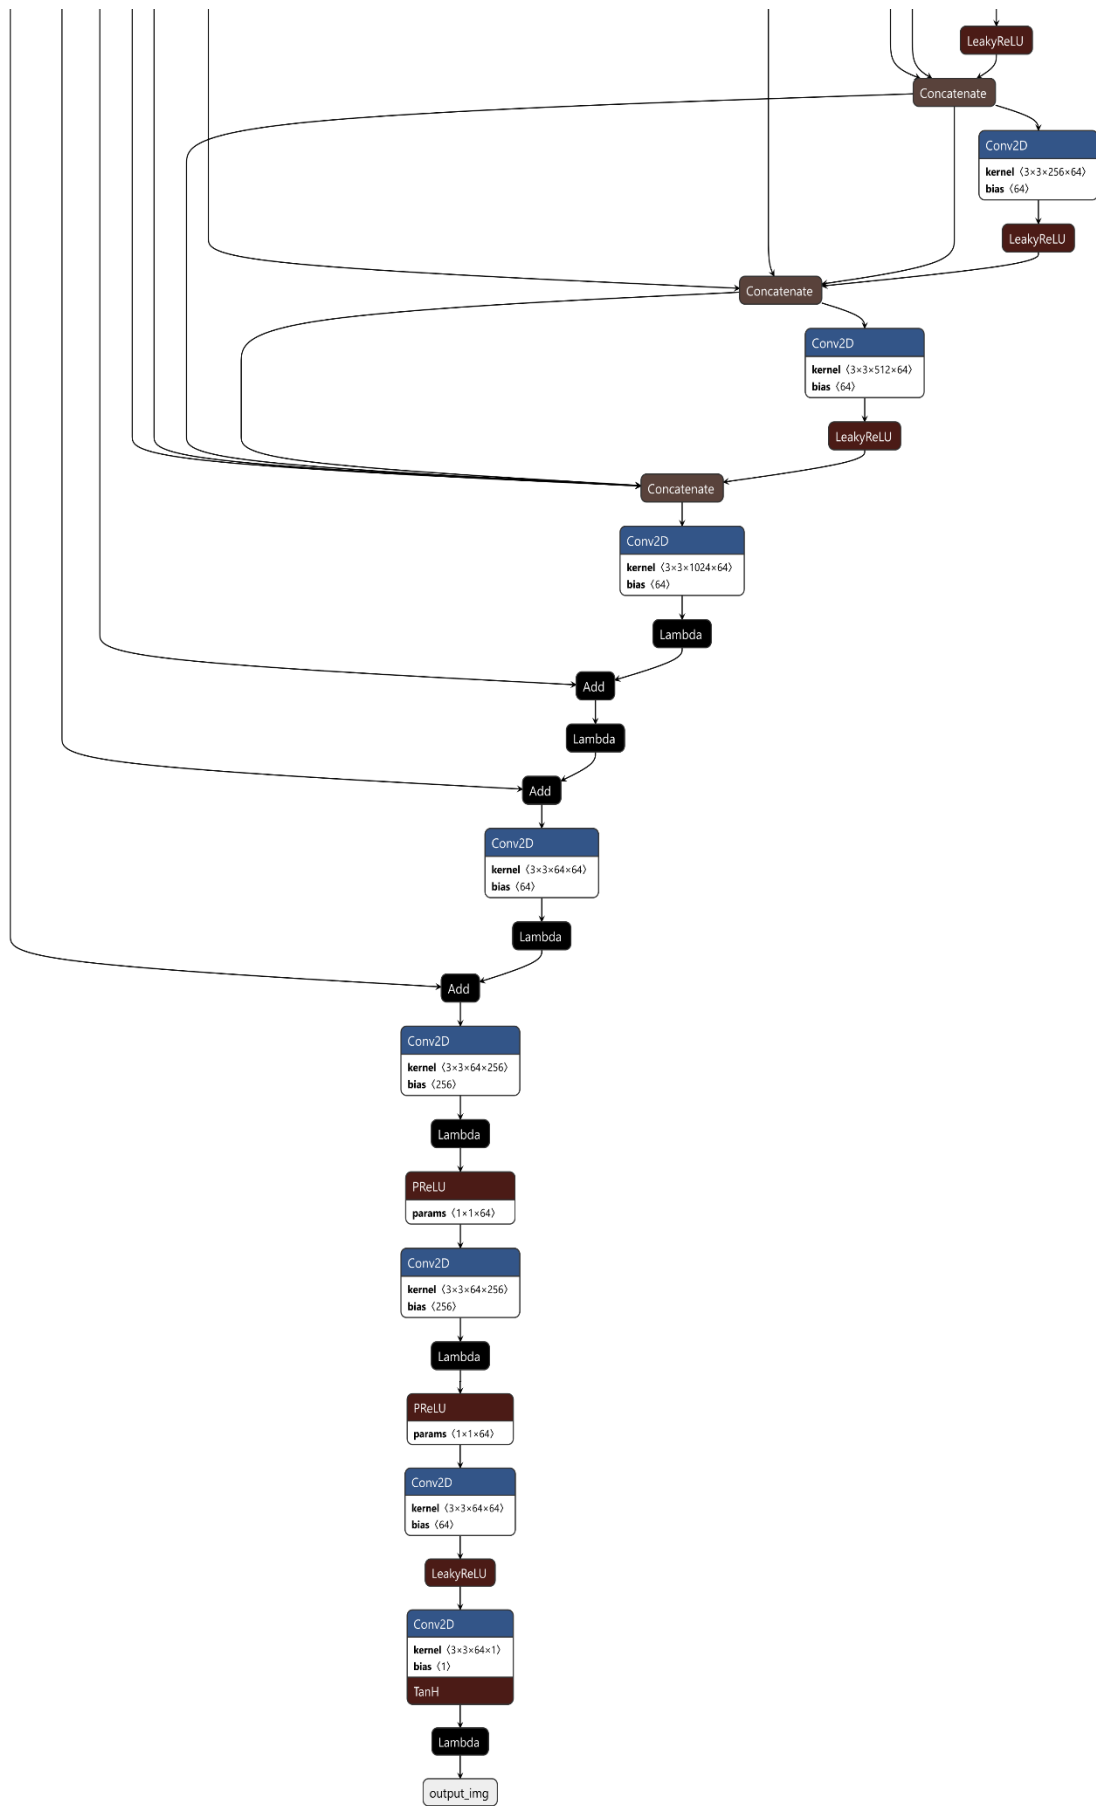 LeakyReLU
Concatenate
Conv2D
kernel〈3×3×256×64〉
bias〈64〉
LeakyReLU
Concatenate
Conv2D
kernel〈3×3×512×64〉
bias〈64〉
LeakyReLU
Concatenate
Conv2D
kernel〈3×3×1024×64〉
bias〈64〉
Lambda
Add
Lambda
Add
Conv2D
kernel〈3×3×64×64〉
bias〈64〉
Lambda
Add
Conv2D
kernel〈3×3×64×256〉
bias〈256〉
Lambda
PReLU
params〈1×1×64〉
Conv2D
kernel〈3×3×64×256〉
bias〈256〉
Lambda
PReLU
params〈1×1×64〉
Conv2D
kernel〈3×3×64×64〉
bias〈64〉
LeakyReLU
Conv2D
kernel〈3×3×64×1〉
bias〈1〉
TanH
Lambda
output_img